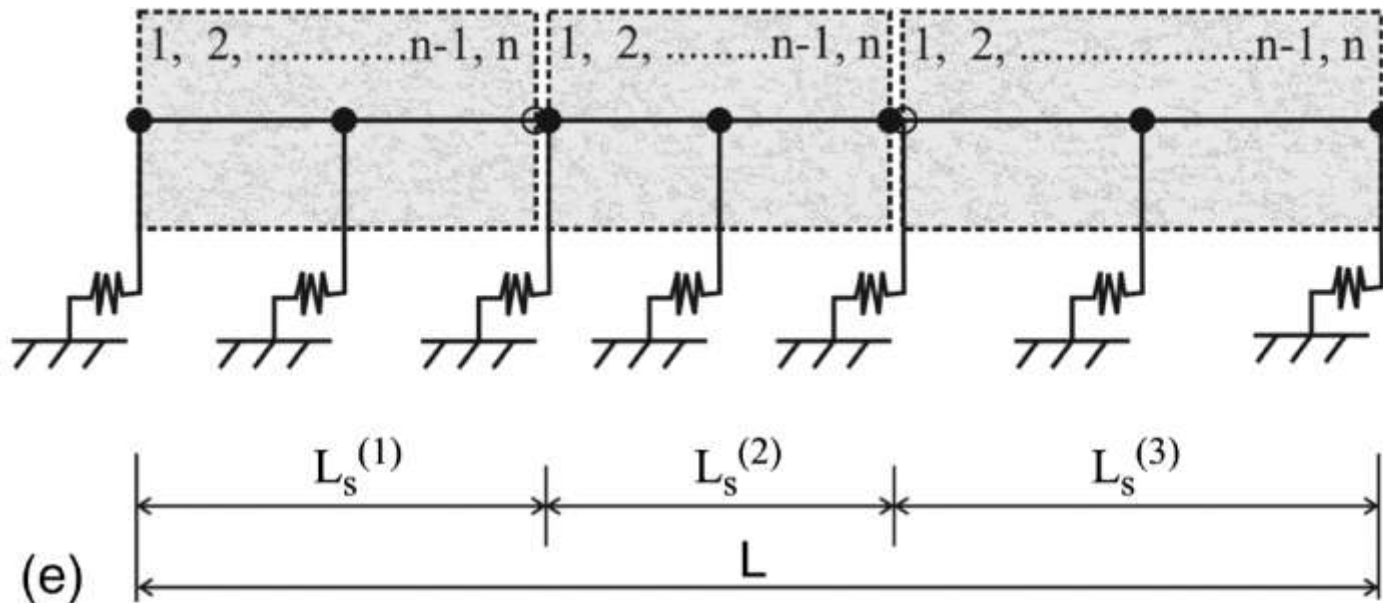 1, 2, .............n-1, n 1, 2, .........n-1, n 1, 2, .....................n-1, n
Ls(1) Ls(2) Ls(3)
L
(e)